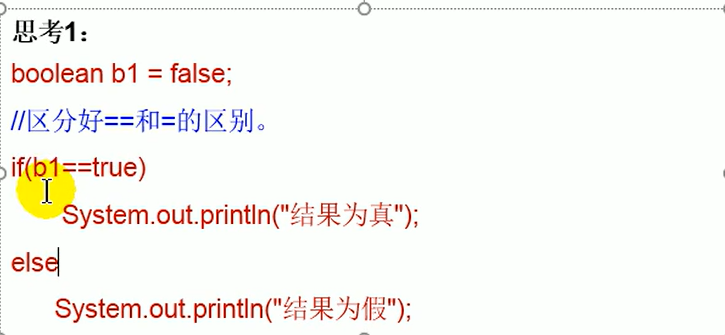 思考1：
boolean b1 = false;
//区分好==和=的区别。
if(b1==true)
System.out.println("结果为真");
else
System.out.println("结果为假");